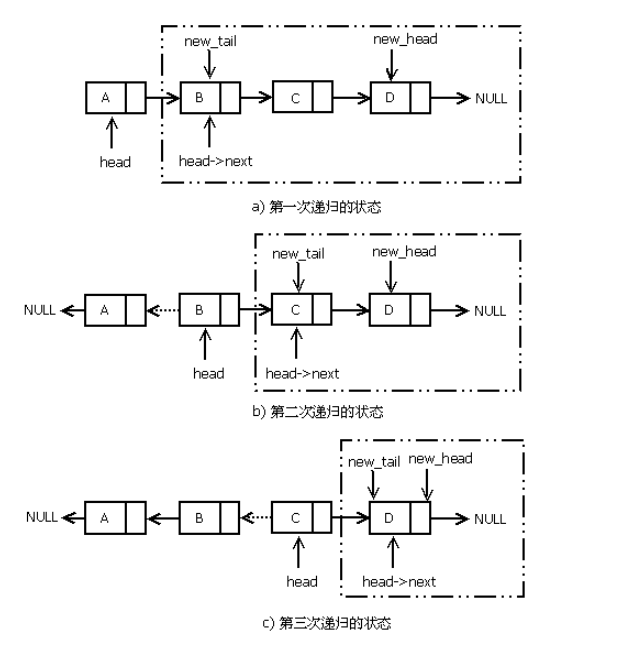 new_tail new_head
A B C D NULL
head head->next
a) 第一次递归的状态
new_tail new_head
NULL A B C D NULL
head head->next
b) 第二次递归的状态
new_tail new_head
NULL A B C D NULL
head head->next
c) 第三次递归的状态